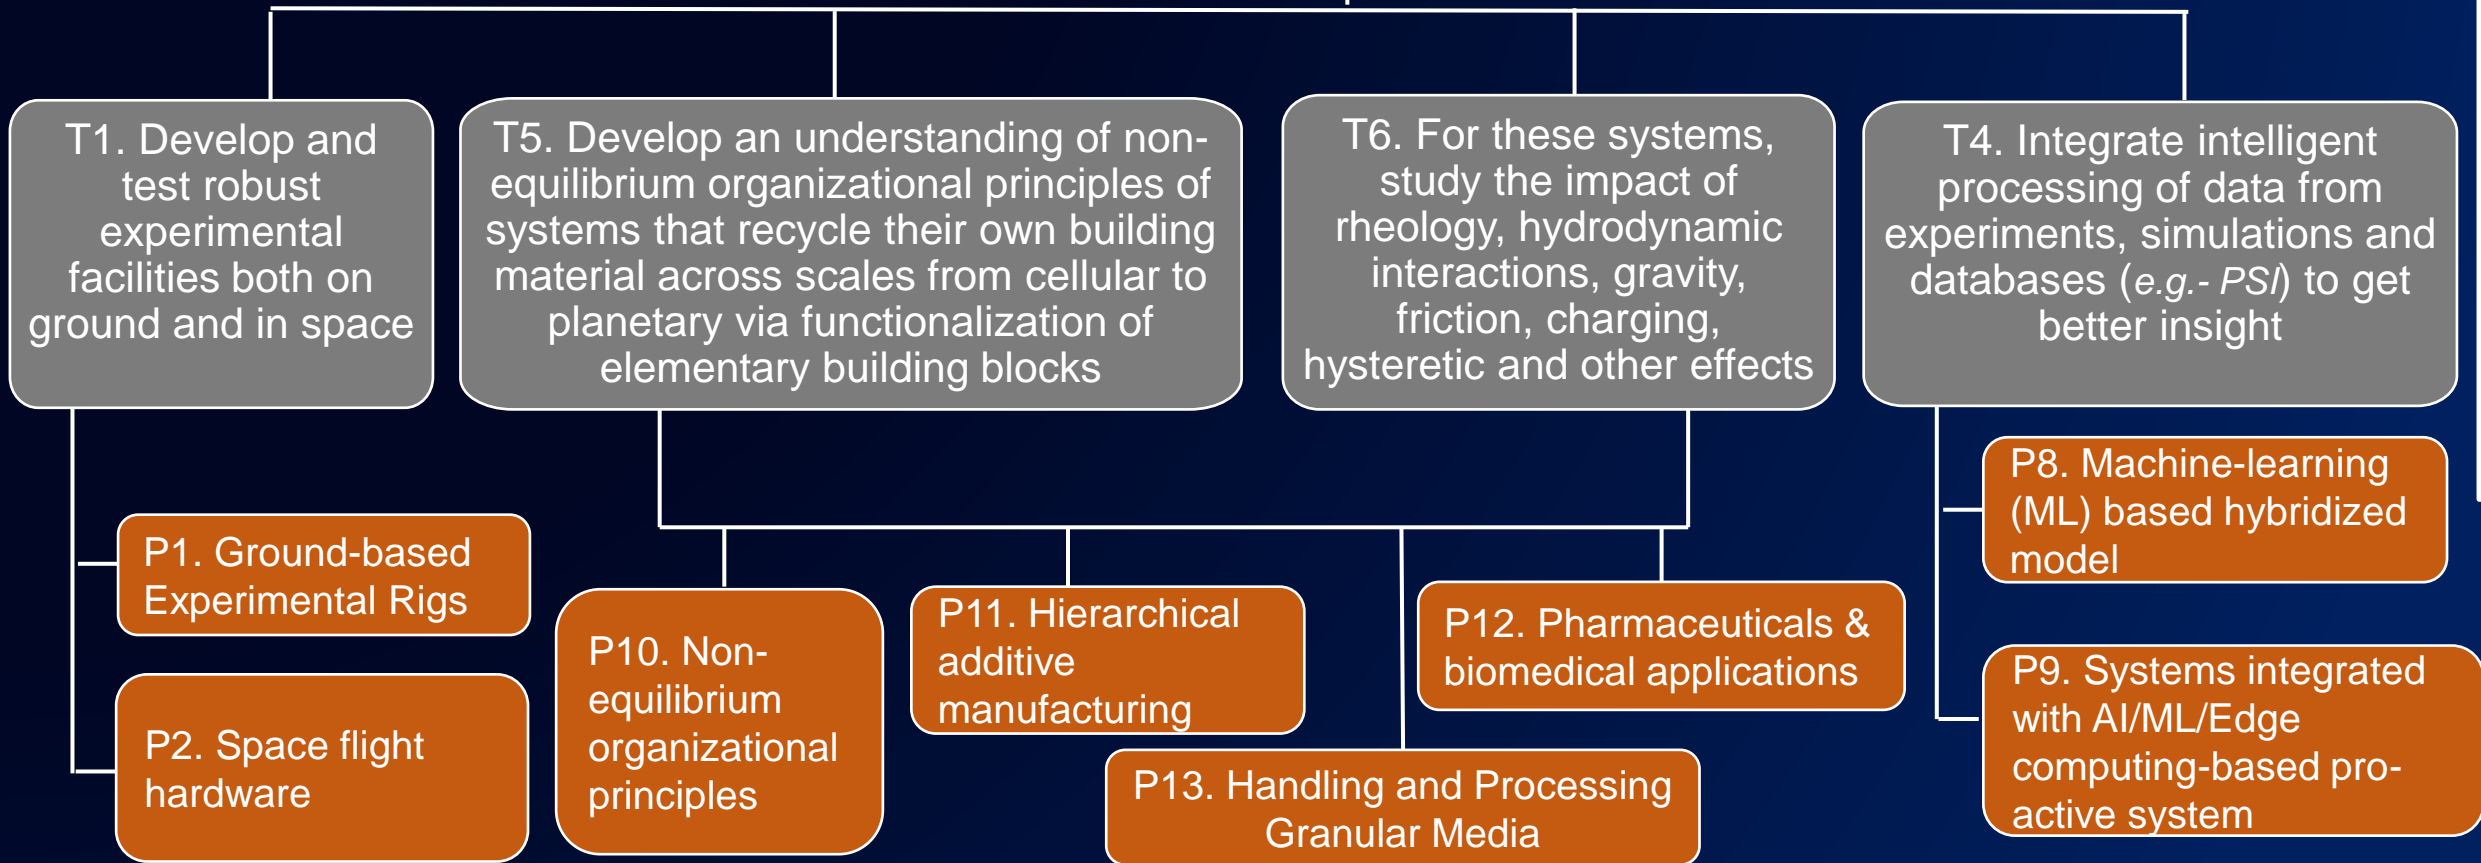 T1. Develop and
test robust
experimental
facilities both on
ground and in space
T5. Develop an understanding of non-
equilibrium organizational principles of
systems that recycle their own building
material across scales from cellular to
planetary via functionalization of
elementary building blocks
T6. For these systems,
study the impact of
rheology, hydrodynamic
interactions, gravity,
friction, charging,
hysteretic and other effects
T4. Integrate intelligent
processing of data from
experiments, simulations and
databases (e.g.- PSI) to get
better insight
P1. Ground-based
Experimental Rigs
P2. Space flight
hardware
P10. Non-
equilibrium
organizational
principles
P11. Hierarchical
additive
manufacturing
P12. Pharmaceuticals &
biomedical applications
P13. Handling and Processing
Granular Media
P8. Machine-learning
(ML) based hybridized
model
P9. Systems integrated
with AI/ML/Edge
computing-based pro-
active system